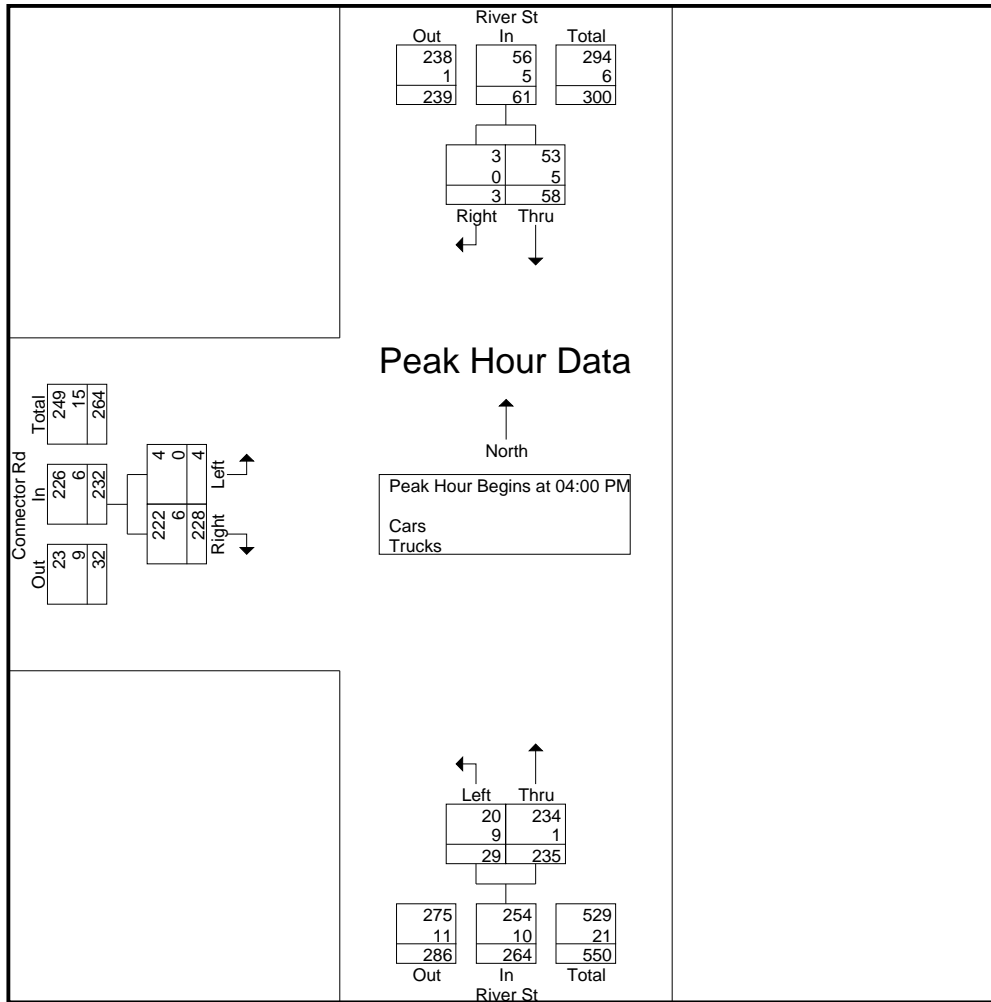 River St
Out In Total
238 56 294
1 5 6
239 61 300
3 53
0 5
3 58
Right Thru
Peak Hour Data
North
Peak Hour Begins at 04:00 PM
Cars
Trucks
Connector Rd
Total
249
15
264
In
226
6
232
Out
23
9
32
4
0
4
Left
222
6
228
Right
Left Thru
20 234
9 1
29 235
275 254 529
11 10 21
286 264 550
Out In Total
River St